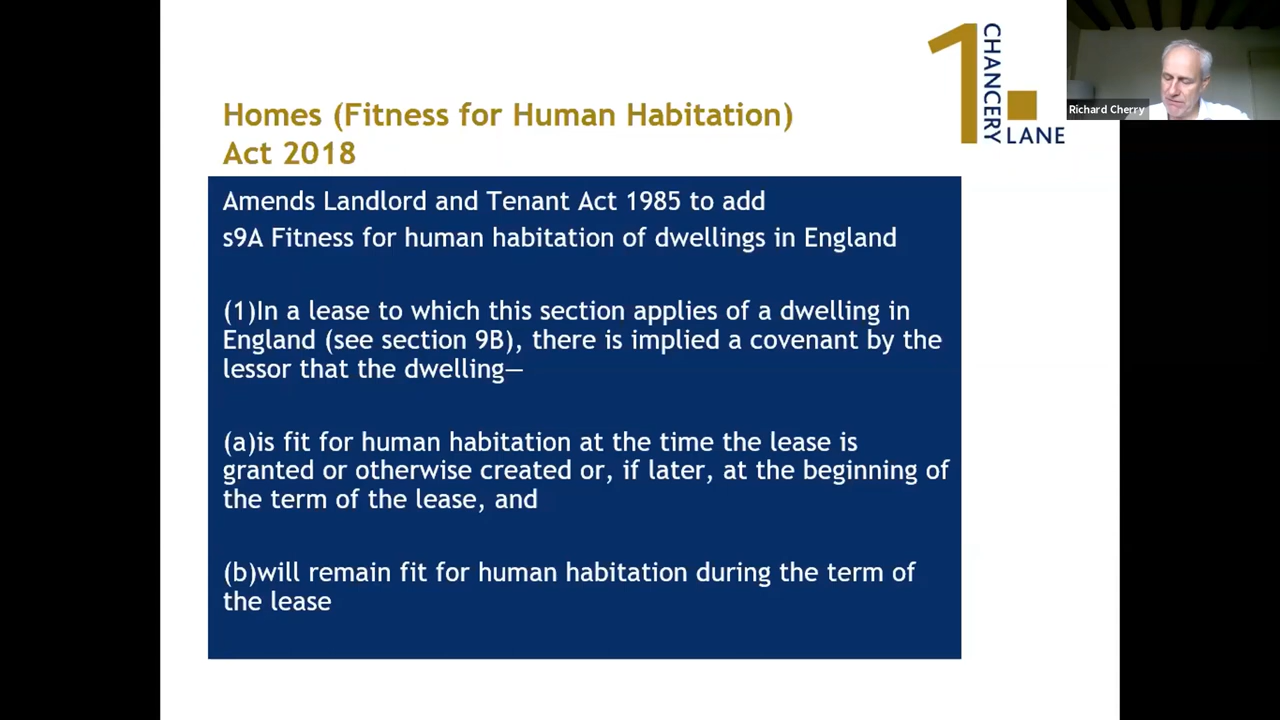 Homes (Fitness for Human Habitation)
Act 2018
1 CHANCERY
LANE
Richard Cherry
Amends Landlord and Tenant Act 1985 to add
s9A Fitness for human habitation of dwellings in England
(1)In a lease to which this section applies of a dwelling in
England (see section 9B), there is implied a covenant by the
lessor that the dwelling—
(a)is fit for human habitation at the time the lease is
granted or otherwise created or, if later, at the beginning of
the term of the lease, and
(b)will remain fit for human habitation during the term of
the lease